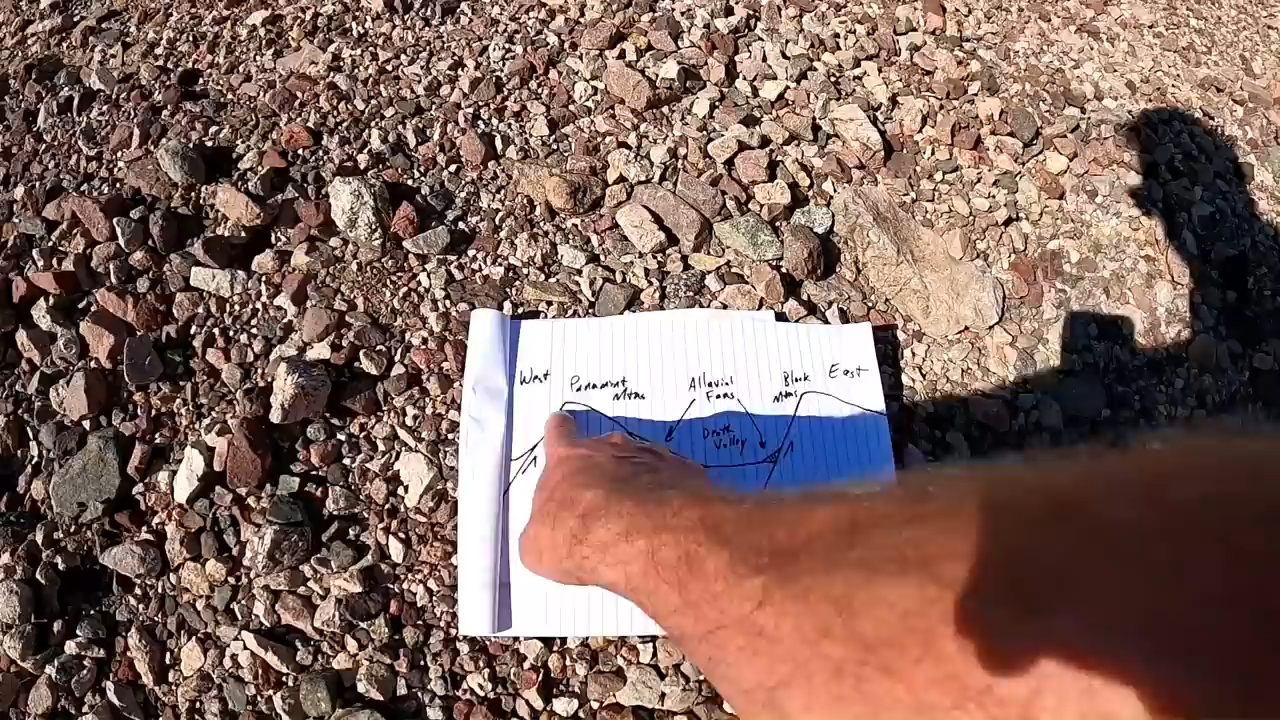 West
Panamint
Mtns
Alluvial
Fans
Black
Mtns
East
Death
Valley